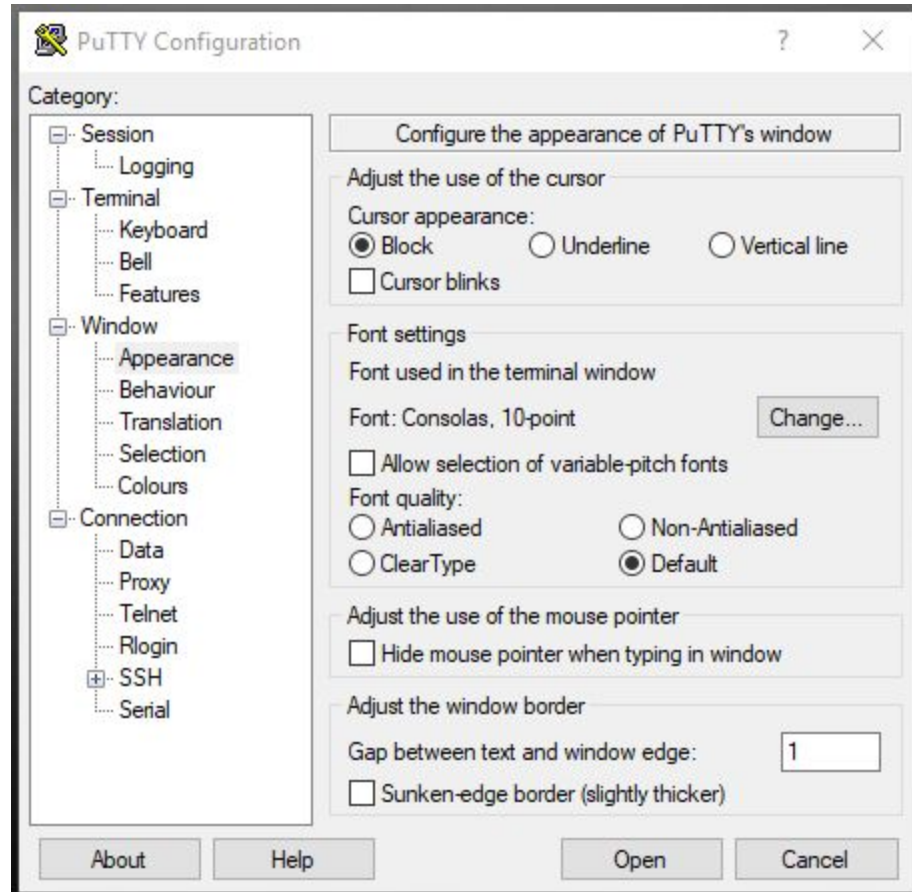 PuTTY Configuration
?
Category:
Session
Logging
Terminal
Keyboard
Bell
Features
Window
Appearance
Behaviour
Translation
Selection
Colours
Connection
Data
Proxy
Telnet
Rlogin
SSH
Serial
Configure the appearance of PuTTY's window
Adjust the use of the cursor
Cursor appearance:
Block Underline Vertical line
Cursor blinks
Font settings
Font used in the terminal window
Font: Consolas, 10-point Change...
Allow selection of variable-pitch fonts
Font quality:
Antialiased Non-Antialiased
ClearType Default
Adjust the use of the mouse pointer
Hide mouse pointer when typing in window
Adjust the window border
Gap between text and window edge: 1
Sunken-edge border (slightly thicker)
About Help Open Cancel